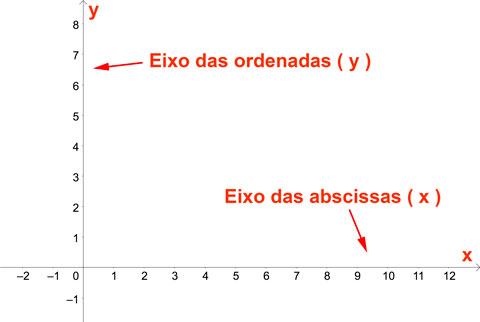 y
8
7
Eixo das ordenadas ( y )
6
5
4
3
Eixo das abscissas ( x )
2
1
x
−2 −1 0 1 2 3 4 5 6 7 8 9 10 11 12
−1